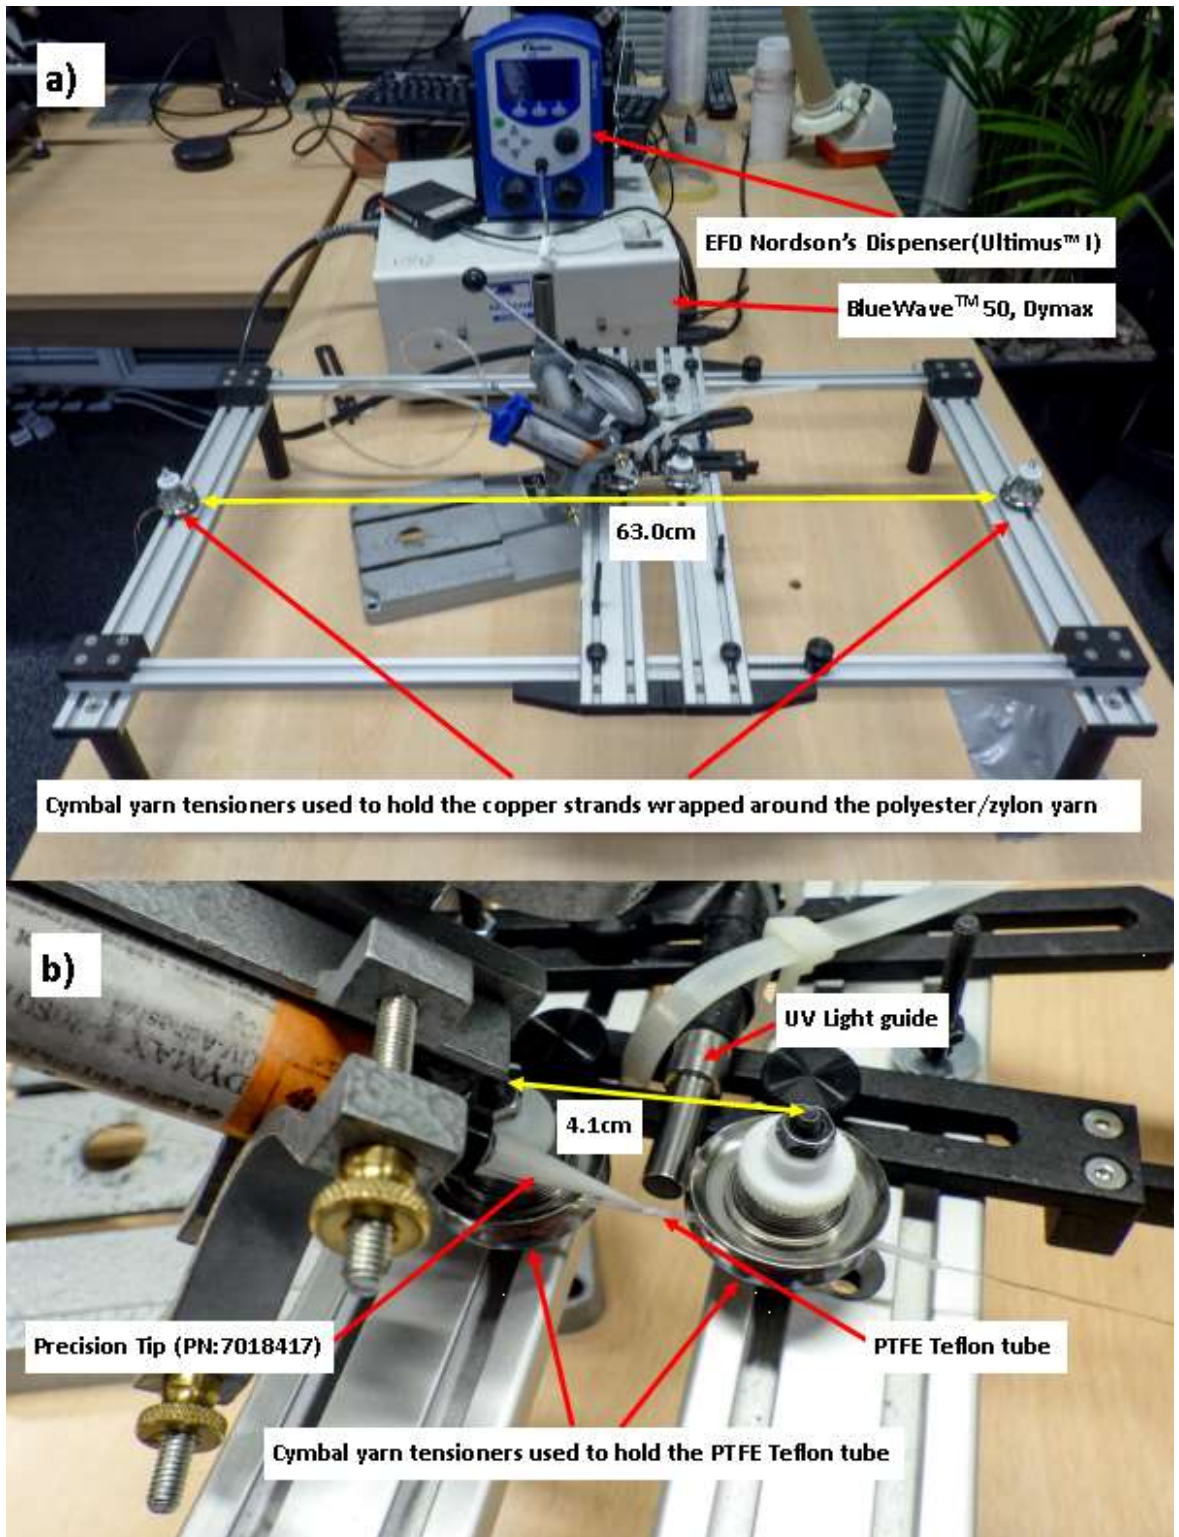 a)
EFD Nordson's Dispenser(Ultimus™ I)
BlueWave™ 50, Dymax
63.0cm
Cymbal yarn tensioners used to hold the copper strands wrapped around the polyester/zylon yarn
b)
DYMAX
UV Light guide
4.1cm
Precision Tip (PN:7018417)
PTFE Teflon tube
Cymbal yarn tensioners used to hold the PTFE Teflon tube